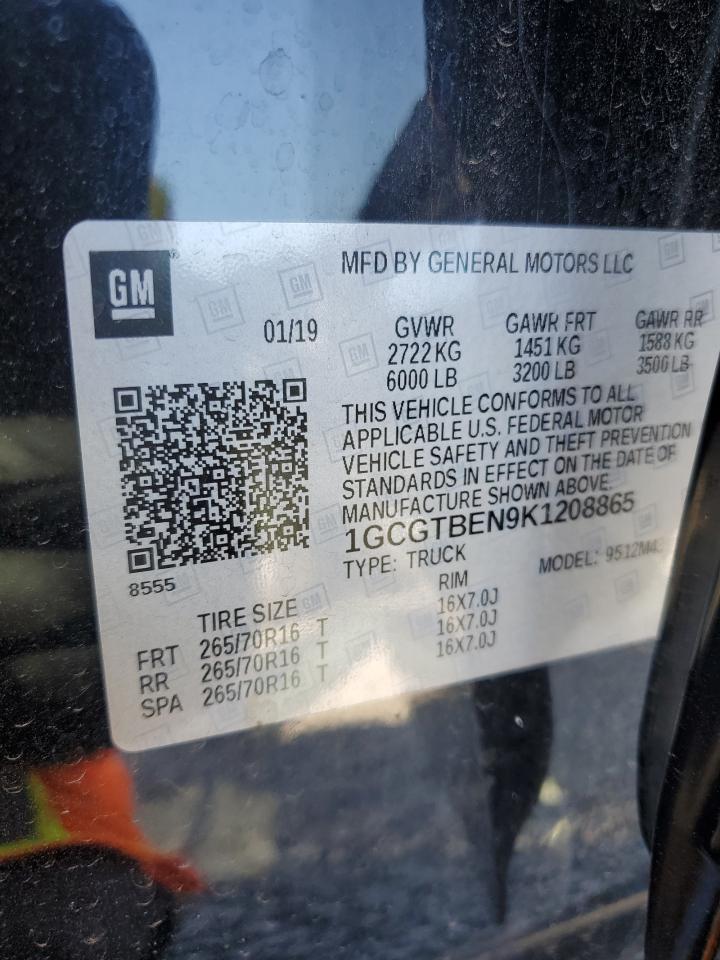 GM
MFD BY GENERAL MOTORS LLC
01/19
GVWR GAWR FRT GAWR RR
2722 KG 1451 KG 1588 KG
6000 LB 3200 LB 3500 LB
THIS VEHICLE CONFORMS TO ALL
APPLICABLE U.S. FEDERAL MOTOR
VEHICLE SAFETY AND THEFT PREVENTION
STANDARDS IN EFFECT ON THE DATE OF
MANUFACTURE SHOWN ABOVE.
1GCGTBEN9K1208865
TYPE: TRUCK MODEL:
8555
TIRE SIZE RIM
FRT 265/70R16 T 16X7.0J
RR 265/70R16 T 16X7.0J
SPA 265/70R16 T 16X7.0J